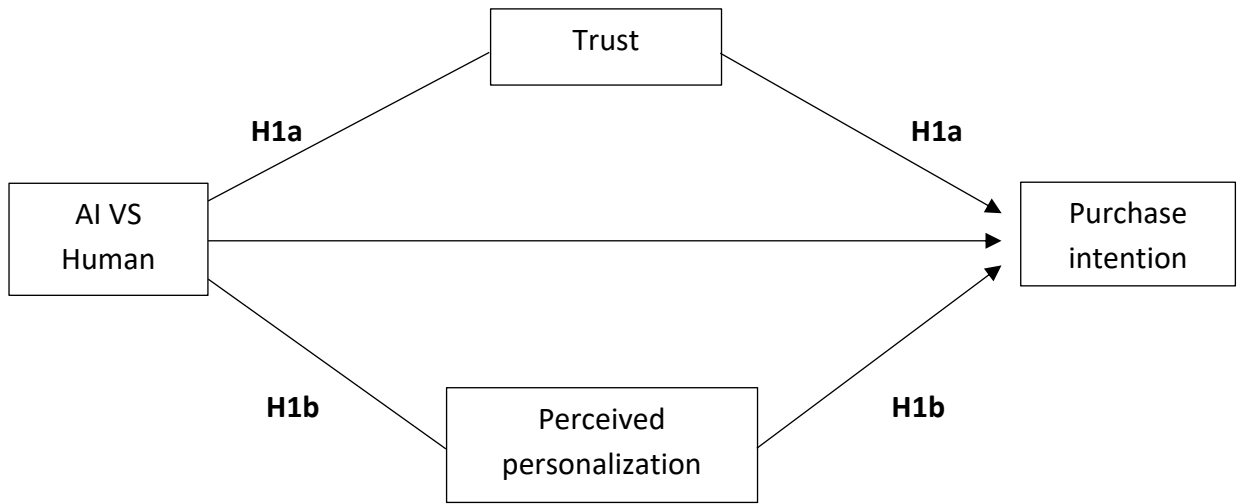 Trust
H1a
H1a
AI VS
Human
Purchase
intention
H1b
H1b
Perceived
personalization